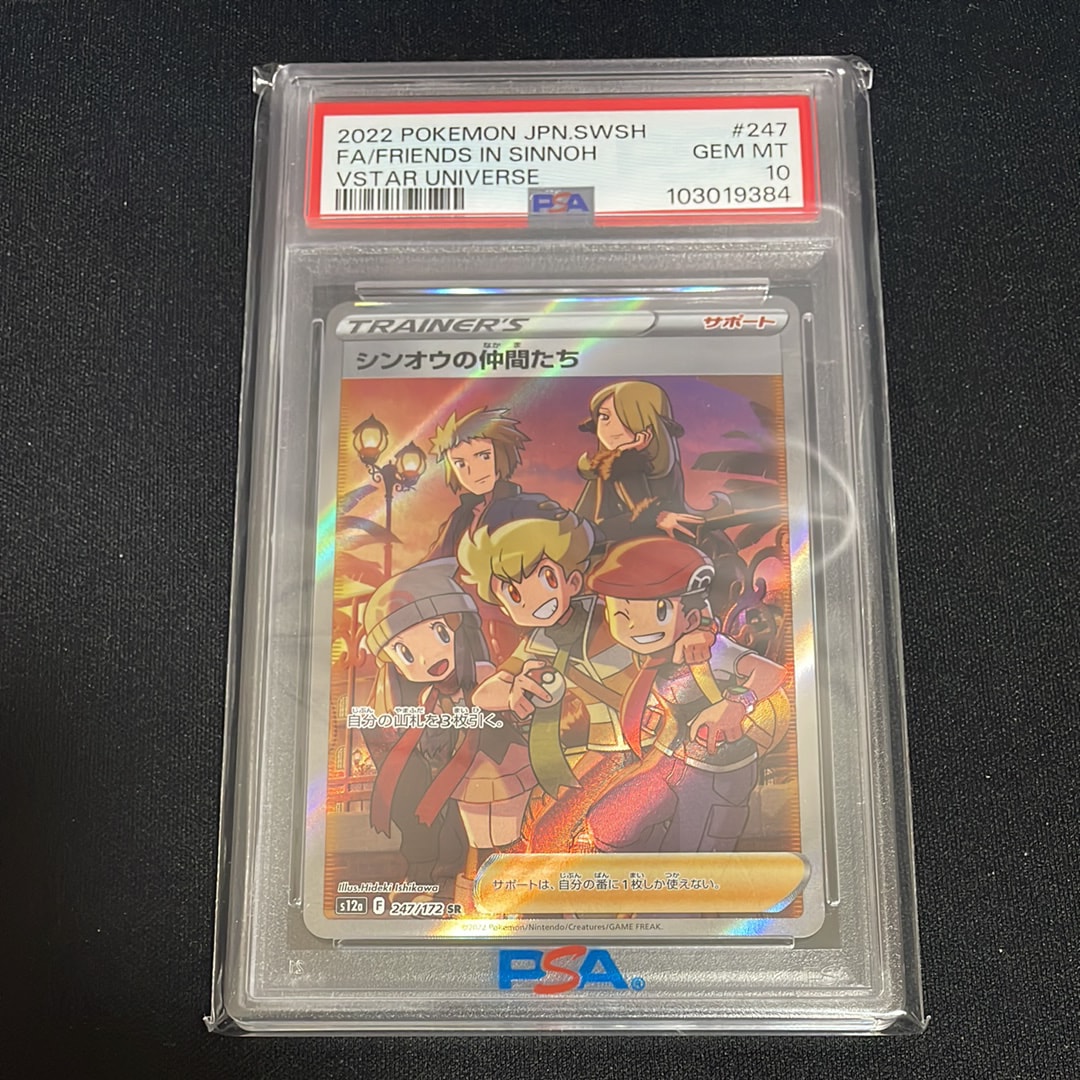 2022 POKEMON JPN.SWSH #247
FA/FRIENDS IN SINNOH GEM MT
VSTAR UNIVERSE 10
PSA 103019384
TRAINER'S サポート
なかま
シンオウの仲間たち
じぶん やまふだ まい ひ
自分の山札を3枚引く。
じぶん ばん まい つか
サポートは、自分の番に1枚しか使えない。
Illus. Hideki Ishikawa
s12a F 247/172 SR
©2022 Pokémon/Nintendo/Creatures/GAME FREAK.
PSA®